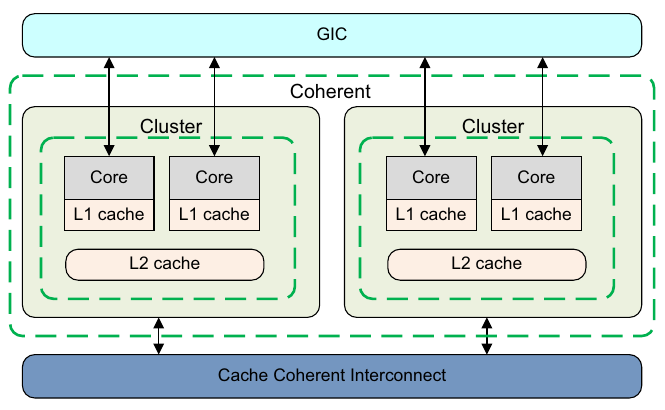 GIC
Coherent
Cluster
Cluster
Core
Core
Core
Core
L1 cache
L1 cache
L1 cache
L1 cache
L2 cache
L2 cache
Cache Coherent Interconnect